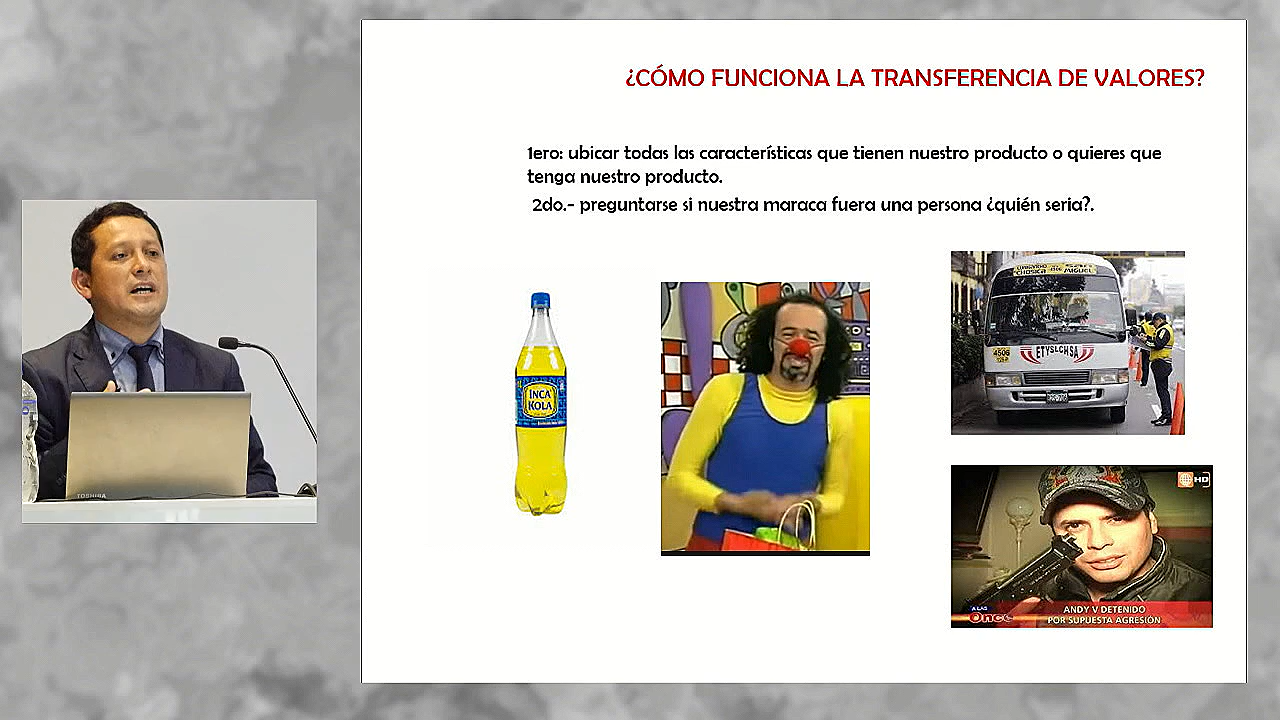 ¿CÓMO FUNCIONA LA TRANSFERENCIA DE VALORES?
1ero: ubicar todas las características que tienen nuestro producto o quieres que
tenga nuestro producto.
2do.- preguntarse si nuestra maraca fuera una persona ¿quién seria?.
INCA
KOLA
CHOSICA
MIGUEL
4506
ETYSLCHSA
HD
A LAS
Once
ANDY V DETENIDO
POR SUPUESTA AGRESIÓN
TOSHIBA